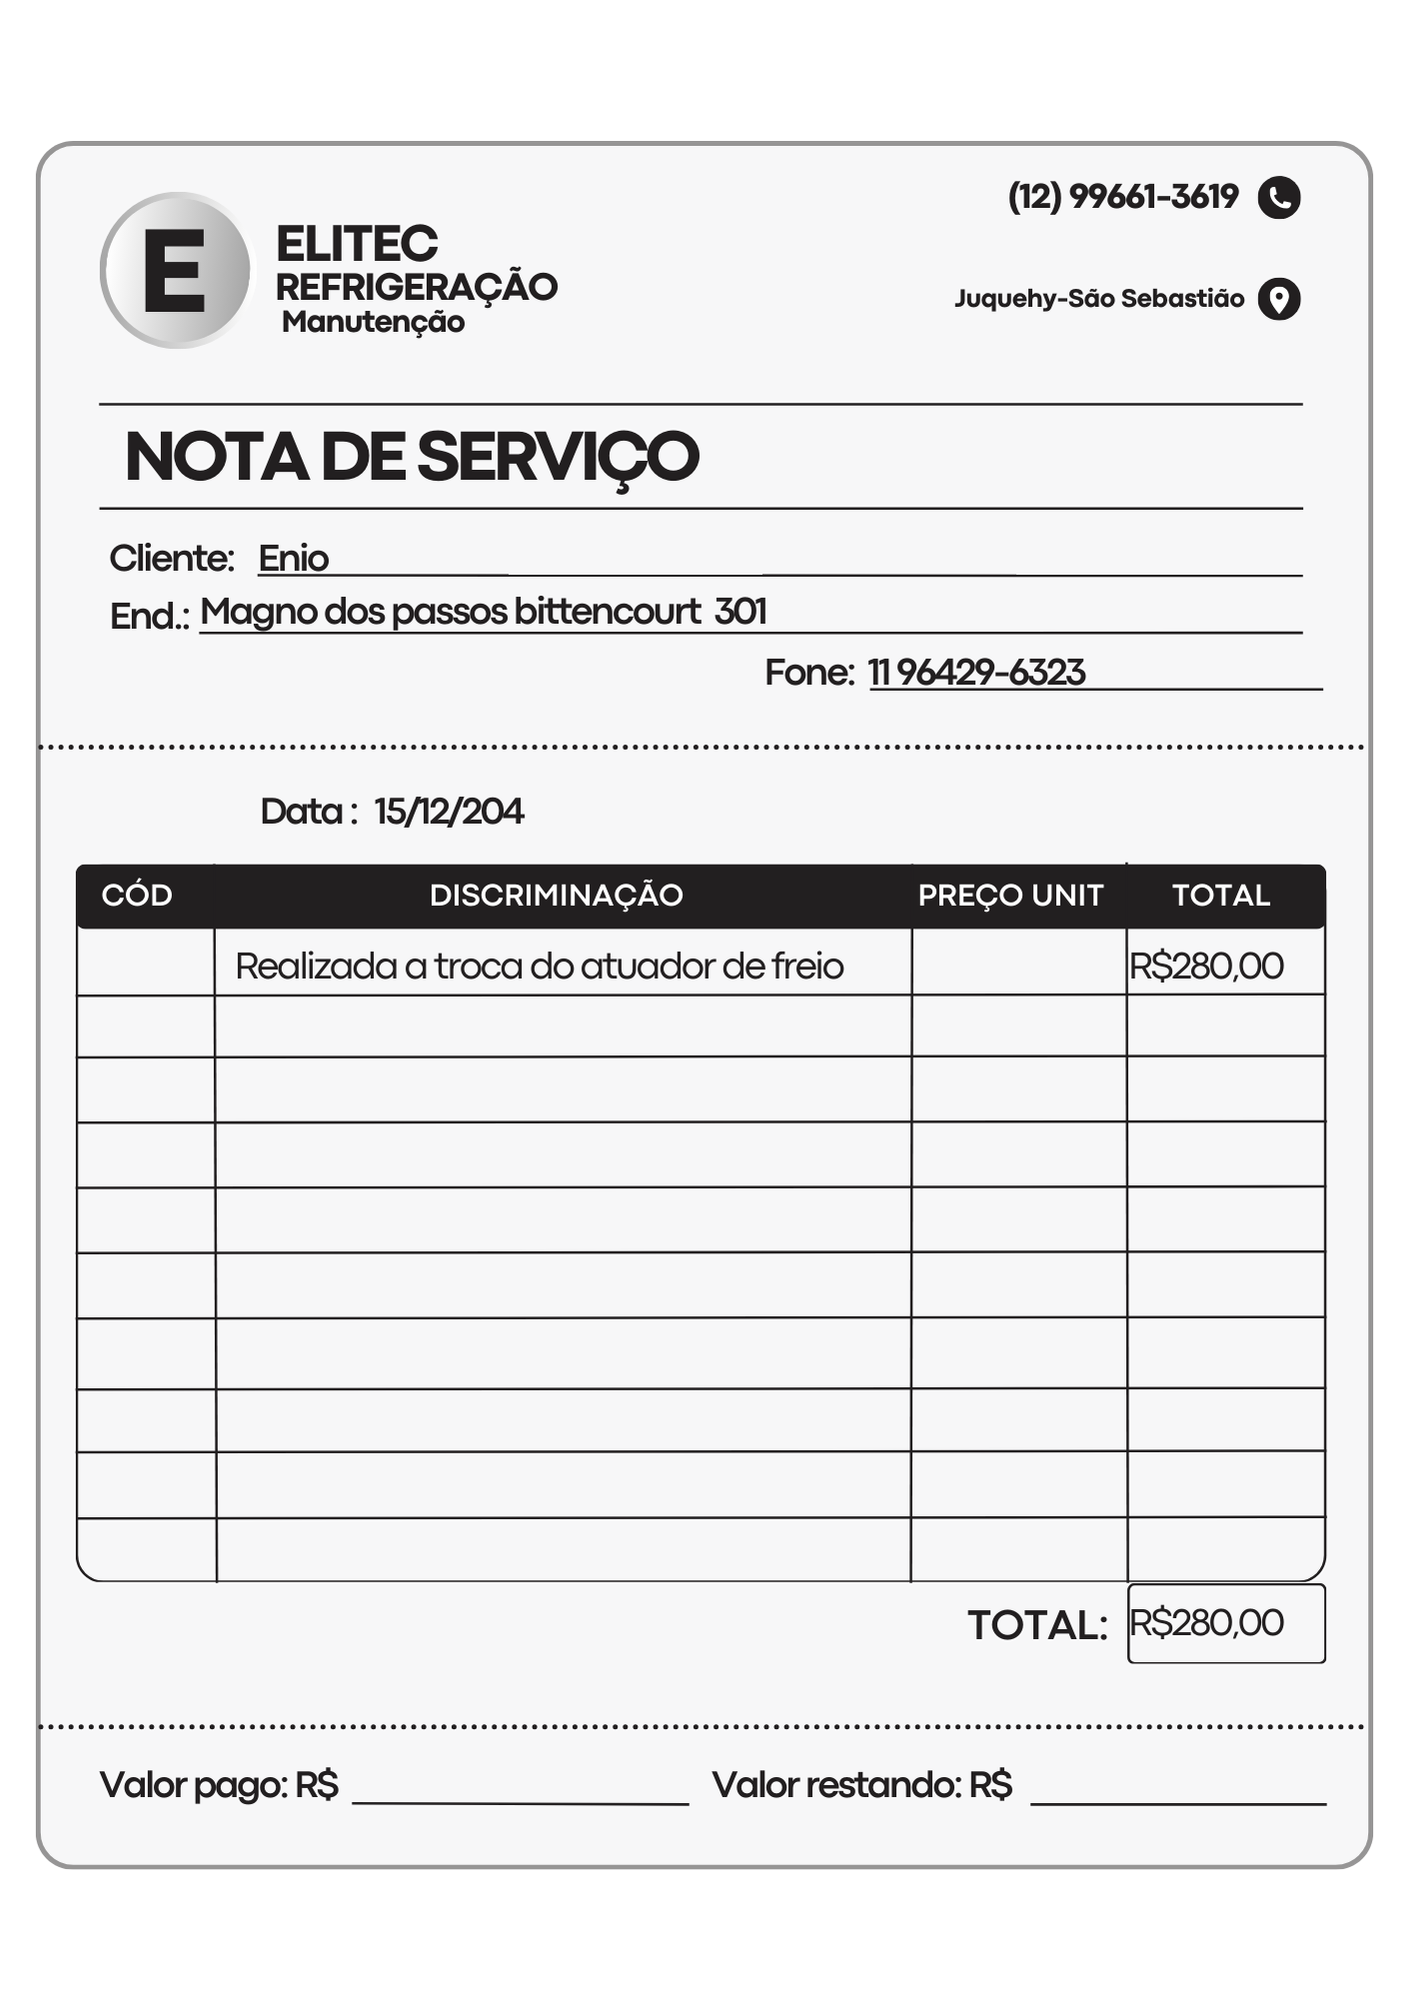 (12) 99661-3619
E
ELITEC
REFRIGERAÇÃO
Manutenção
Juquehy-São Sebastião
NOTA DE SERVIÇO
Cliente: Enio
End.: Magno dos passos bittencourt 301
Fone: 11 96429-6323
Data : 15/12/204
CÓD DISCRIMINAÇÃO PREÇO UNIT TOTAL
Realizada a troca do atuador de freio R$280,00
TOTAL: R$280,00
Valor pago: R$ Valor restando: R$